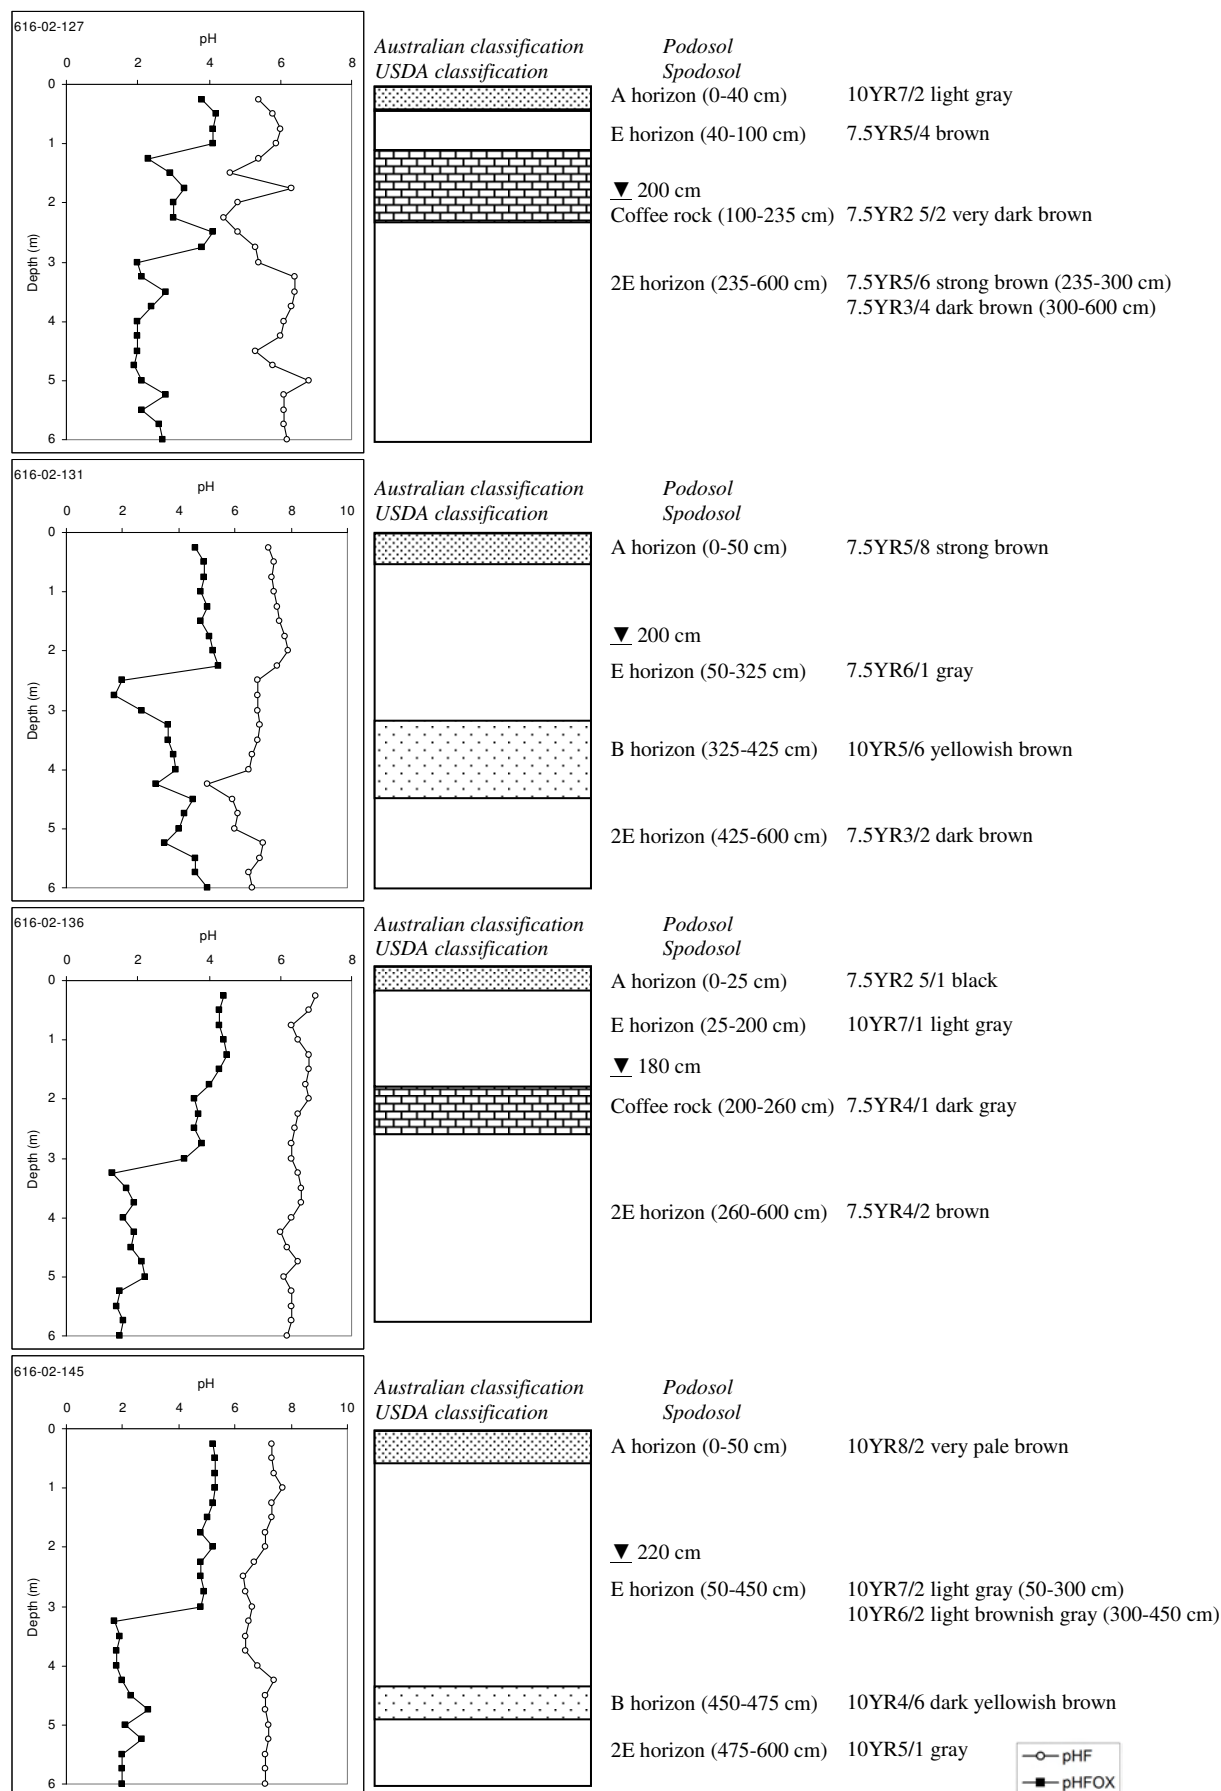 616-02-127
pH
0 2 4 6 8
0
1
2
3
4
5
6
Depth (m)
Australian classification Podosol
USDA classification Spodosol
A horizon (0-40 cm) 10YR7/2 light gray
E horizon (40-100 cm) 7.5YR5/4 brown
▼ 200 cm
Coffee rock (100-235 cm) 7.5YR2 5/2 very dark brown
2E horizon (235-600 cm) 7.5YR5/6 strong brown (235-300 cm)
7.5YR3/4 dark brown (300-600 cm)
616-02-131
pH
0 2 4 6 8 10
0
1
2
3
4
5
6
Depth (m)
Australian classification Podosol
USDA classification Spodosol
A horizon (0-50 cm) 7.5YR5/8 strong brown
▼ 200 cm
E horizon (50-325 cm) 7.5YR6/1 gray
B horizon (325-425 cm) 10YR5/6 yellowish brown
2E horizon (425-600 cm) 7.5YR3/2 dark brown
616-02-136
pH
0 2 4 6 8
0
1
2
3
4
5
6
Depth (m)
Australian classification Podosol
USDA classification Spodosol
A horizon (0-25 cm) 7.5YR2 5/1 black
E horizon (25-200 cm) 10YR7/1 light gray
▼ 180 cm
Coffee rock (200-260 cm) 7.5YR4/1 dark gray
2E horizon (260-600 cm) 7.5YR4/2 brown
616-02-145
pH
0 2 4 6 8 10
0
1
2
3
4
5
6
Depth (m)
Australian classification Podosol
USDA classification Spodosol
A horizon (0-50 cm) 10YR8/2 very pale brown
▼ 220 cm
E horizon (50-450 cm) 10YR7/2 light gray (50-300 cm)
10YR6/2 light brownish gray (300-450 cm)
B horizon (450-475 cm) 10YR4/6 dark yellowish brown
2E horizon (475-600 cm) 10YR5/1 gray
pHF
pHFOX